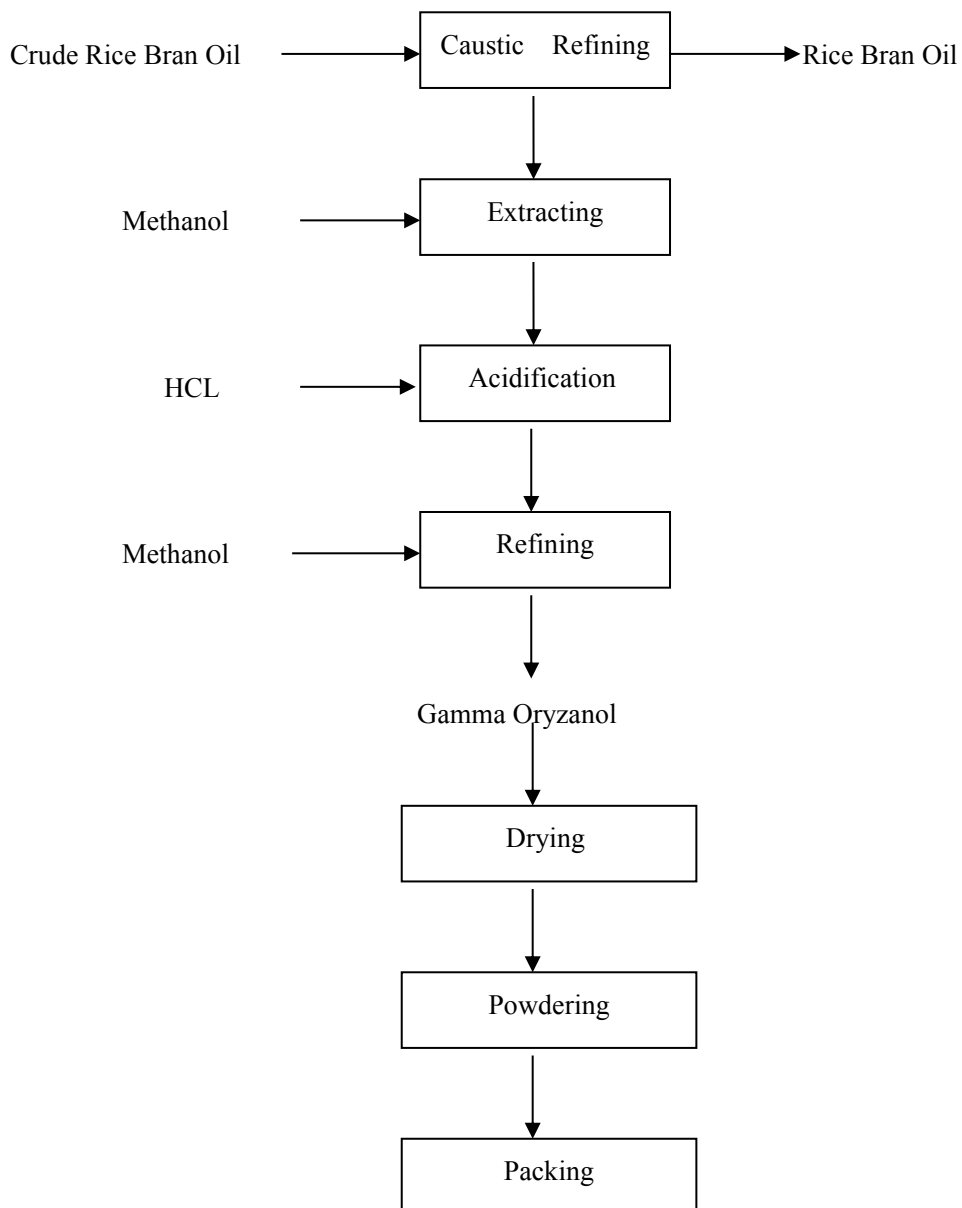 Crude Rice Bran Oil
Caustic Refining
Rice Bran Oil
Methanol
Extracting
HCL
Acidification
Methanol
Refining
Gamma Oryzanol
Drying
Powdering
Packing